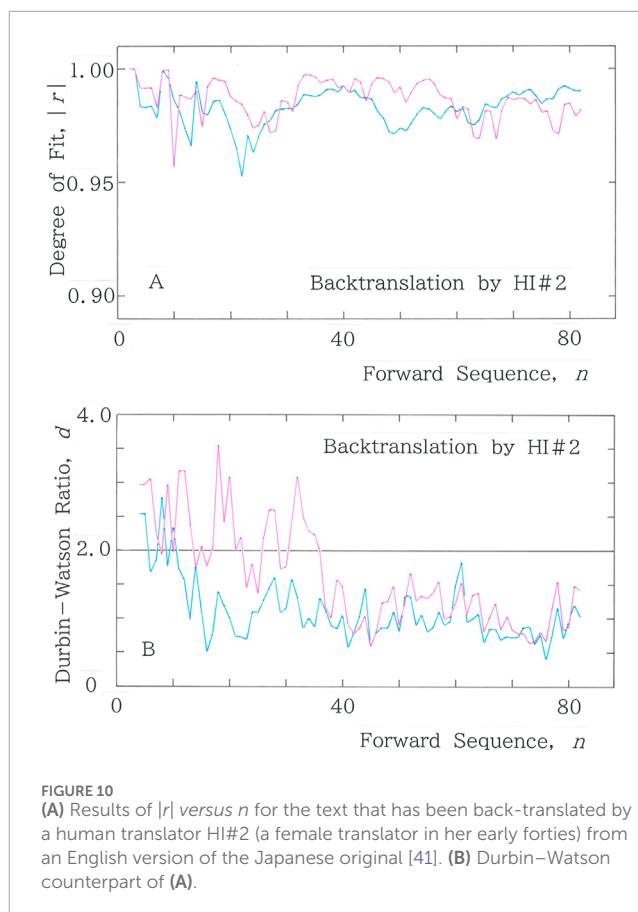 1.00
0.95
0.90
Degree of Fit, |r|
A
Backtranslation by HI#2
0
40
80
Forward Sequence, n
4.0
2.0
0
Durbin−Watson Ratio, d
Backtranslation by HI#2
B
0
40
80
Forward Sequence, n
FIGURE 10
(A) Results of |r| versus n for the text that has been back-translated by
a human translator HI#2 (a female translator in her early forties) from
an English version of the Japanese original [41]. (B) Durbin–Watson
counterpart of (A).